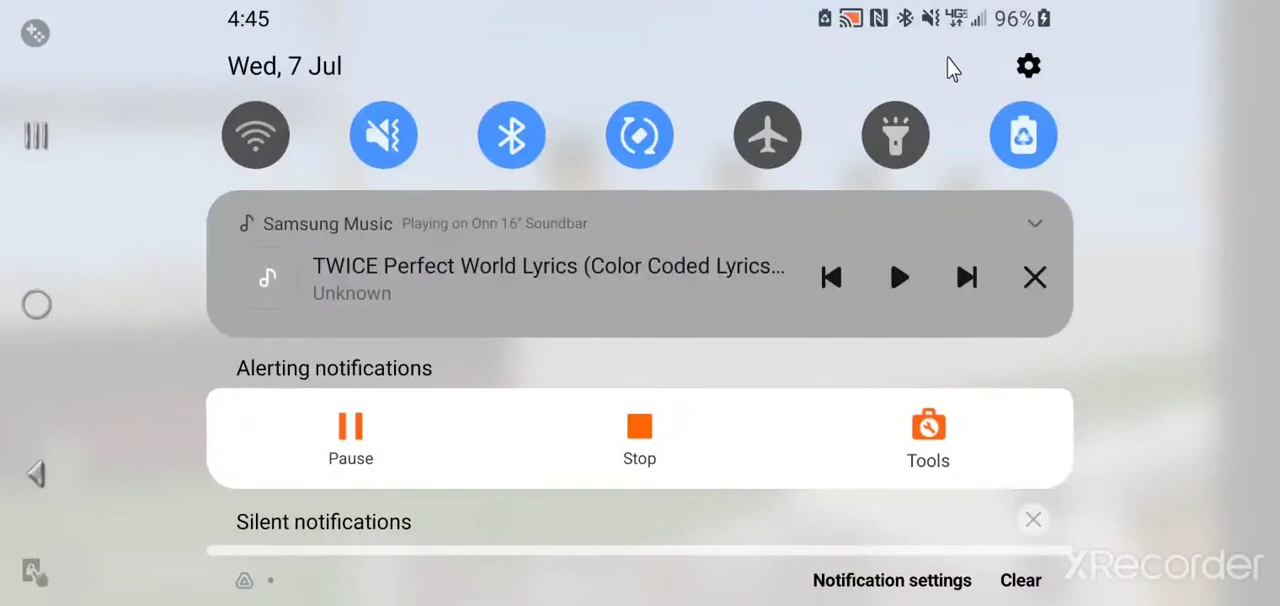 4:45
4GE 96%
Wed, 7 Jul
Samsung Music Playing on Onn 16" Soundbar
TWICE Perfect World Lyrics (Color Coded Lyrics...
Unknown
Alerting notifications
Pause Stop Tools
Silent notifications
Notification settings Clear
XRecorder